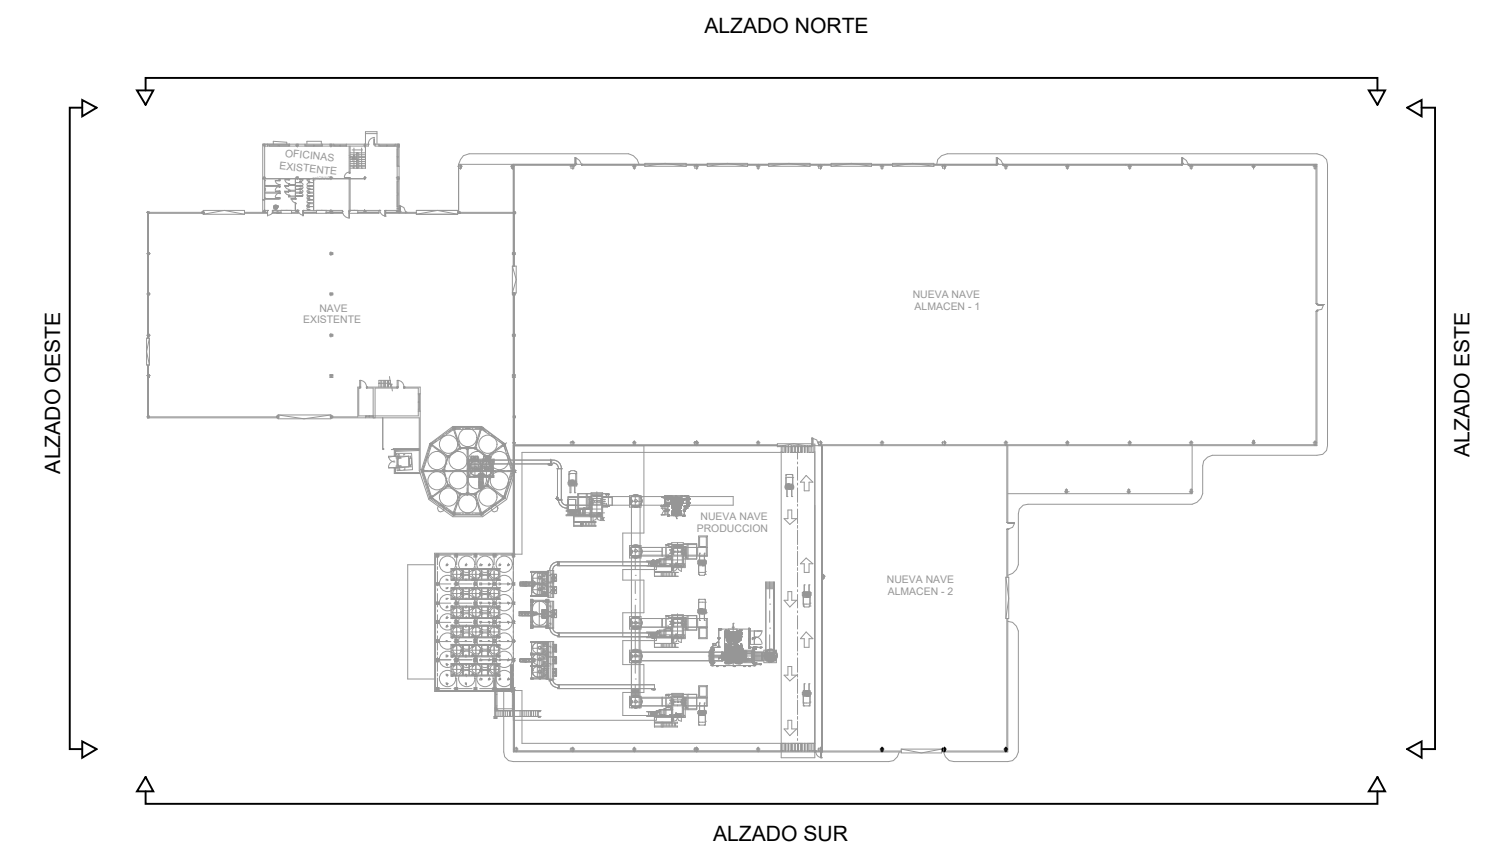 ALZADO NORTE
OFICINAS
EXISTENTE
NUEVA NAVE
ALMACEN - 1
NAVE
EXISTENTE
ALZADO OESTE
ALZADO ESTE
NUEVA NAVE
PRODUCCION
NUEVA NAVE
ALMACEN - 2
ALZADO SUR